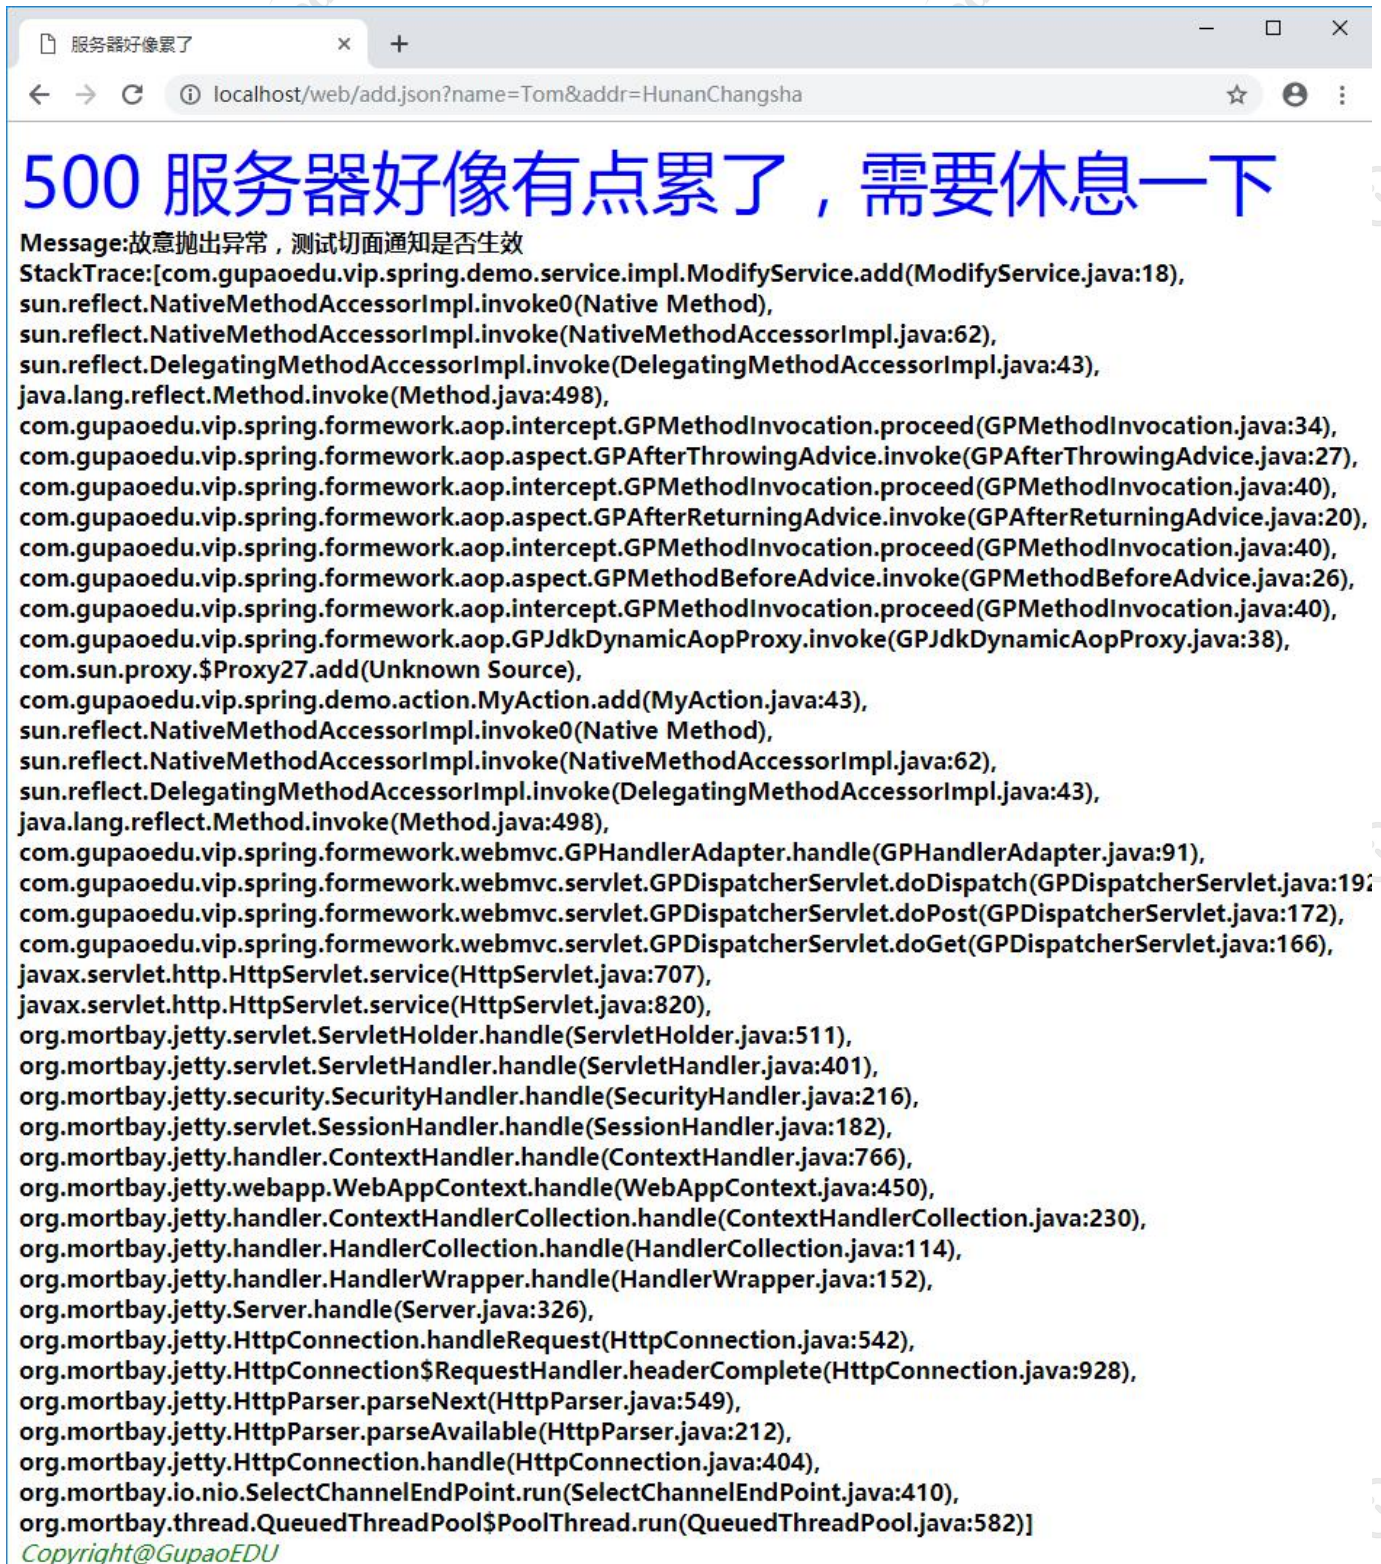 服务器好像累了
localhost/web/add.json?name=Tom&addr=HunanChangsha
500 服务器好像有点累了，需要休息一下
Message:故意抛出异常，测试切面通知是否生效
StackTrace:[com.gupaoedu.vip.spring.demo.service.impl.ModifyService.add(ModifyService.java:18),
sun.reflect.NativeMethodAccessorImpl.invoke0(Native Method),
sun.reflect.NativeMethodAccessorImpl.invoke(NativeMethodAccessorImpl.java:62),
sun.reflect.DelegatingMethodAccessorImpl.invoke(DelegatingMethodAccessorImpl.java:43),
java.lang.reflect.Method.invoke(Method.java:498),
com.gupaoedu.vip.spring.formework.aop.intercept.GPMethodInvocation.proceed(GPMethodInvocation.java:34),
com.gupaoedu.vip.spring.formework.aop.aspect.GPAfterThrowingAdvice.invoke(GPAfterThrowingAdvice.java:27),
com.gupaoedu.vip.spring.formework.aop.intercept.GPMethodInvocation.proceed(GPMethodInvocation.java:40),
com.gupaoedu.vip.spring.formework.aop.aspect.GPAfterReturningAdvice.invoke(GPAfterReturningAdvice.java:20),
com.gupaoedu.vip.spring.formework.aop.intercept.GPMethodInvocation.proceed(GPMethodInvocation.java:40),
com.gupaoedu.vip.spring.formework.aop.aspect.GPMethodBeforeAdvice.invoke(GPMethodBeforeAdvice.java:26),
com.gupaoedu.vip.spring.formework.aop.intercept.GPMethodInvocation.proceed(GPMethodInvocation.java:40),
com.gupaoedu.vip.spring.formework.aop.GPJdkDynamicAopProxy.invoke(GPJdkDynamicAopProxy.java:38),
com.sun.proxy.$Proxy27.add(Unknown Source),
com.gupaoedu.vip.spring.demo.action.MyAction.add(MyAction.java:43),
sun.reflect.NativeMethodAccessorImpl.invoke0(Native Method),
sun.reflect.NativeMethodAccessorImpl.invoke(NativeMethodAccessorImpl.java:62),
sun.reflect.DelegatingMethodAccessorImpl.invoke(DelegatingMethodAccessorImpl.java:43),
java.lang.reflect.Method.invoke(Method.java:498),
com.gupaoedu.vip.spring.formework.webmvc.GPHandlerAdapter.handle(GPHandlerAdapter.java:91),
com.gupaoedu.vip.spring.formework.webmvc.servlet.GPDispatcherServlet.doDispatch(GPDispatcherServlet.java:192
com.gupaoedu.vip.spring.formework.webmvc.servlet.GPDispatcherServlet.doPost(GPDispatcherServlet.java:172),
com.gupaoedu.vip.spring.formework.webmvc.servlet.GPDispatcherServlet.doGet(GPDispatcherServlet.java:166),
javax.servlet.http.HttpServlet.service(HttpServlet.java:707),
javax.servlet.http.HttpServlet.service(HttpServlet.java:820),
org.mortbay.jetty.servlet.ServletHolder.handle(ServletHolder.java:511),
org.mortbay.jetty.servlet.ServletHandler.handle(ServletHandler.java:401),
org.mortbay.jetty.security.SecurityHandler.handle(SecurityHandler.java:216),
org.mortbay.jetty.servlet.SessionHandler.handle(SessionHandler.java:182),
org.mortbay.jetty.handler.ContextHandler.handle(ContextHandler.java:766),
org.mortbay.jetty.webapp.WebAppContext.handle(WebAppContext.java:450),
org.mortbay.jetty.handler.ContextHandlerCollection.handle(ContextHandlerCollection.java:230),
org.mortbay.jetty.handler.HandlerCollection.handle(HandlerCollection.java:114),
org.mortbay.jetty.handler.HandlerWrapper.handle(HandlerWrapper.java:152),
org.mortbay.jetty.Server.handle(Server.java:326),
org.mortbay.jetty.HttpConnection.handleRequest(HttpConnection.java:542),
org.mortbay.jetty.HttpConnection$RequestHandler.headerComplete(HttpConnection.java:928),
org.mortbay.jetty.HttpParser.parseNext(HttpParser.java:549),
org.mortbay.jetty.HttpParser.parseAvailable(HttpParser.java:212),
org.mortbay.jetty.HttpConnection.handle(HttpConnection.java:404),
org.mortbay.io.nio.SelectChannelEndPoint.run(SelectChannelEndPoint.java:410),
org.mortbay.thread.QueuedThreadPool$PoolThread.run(QueuedThreadPool.java:582)]
Copyright@GupaoEDU